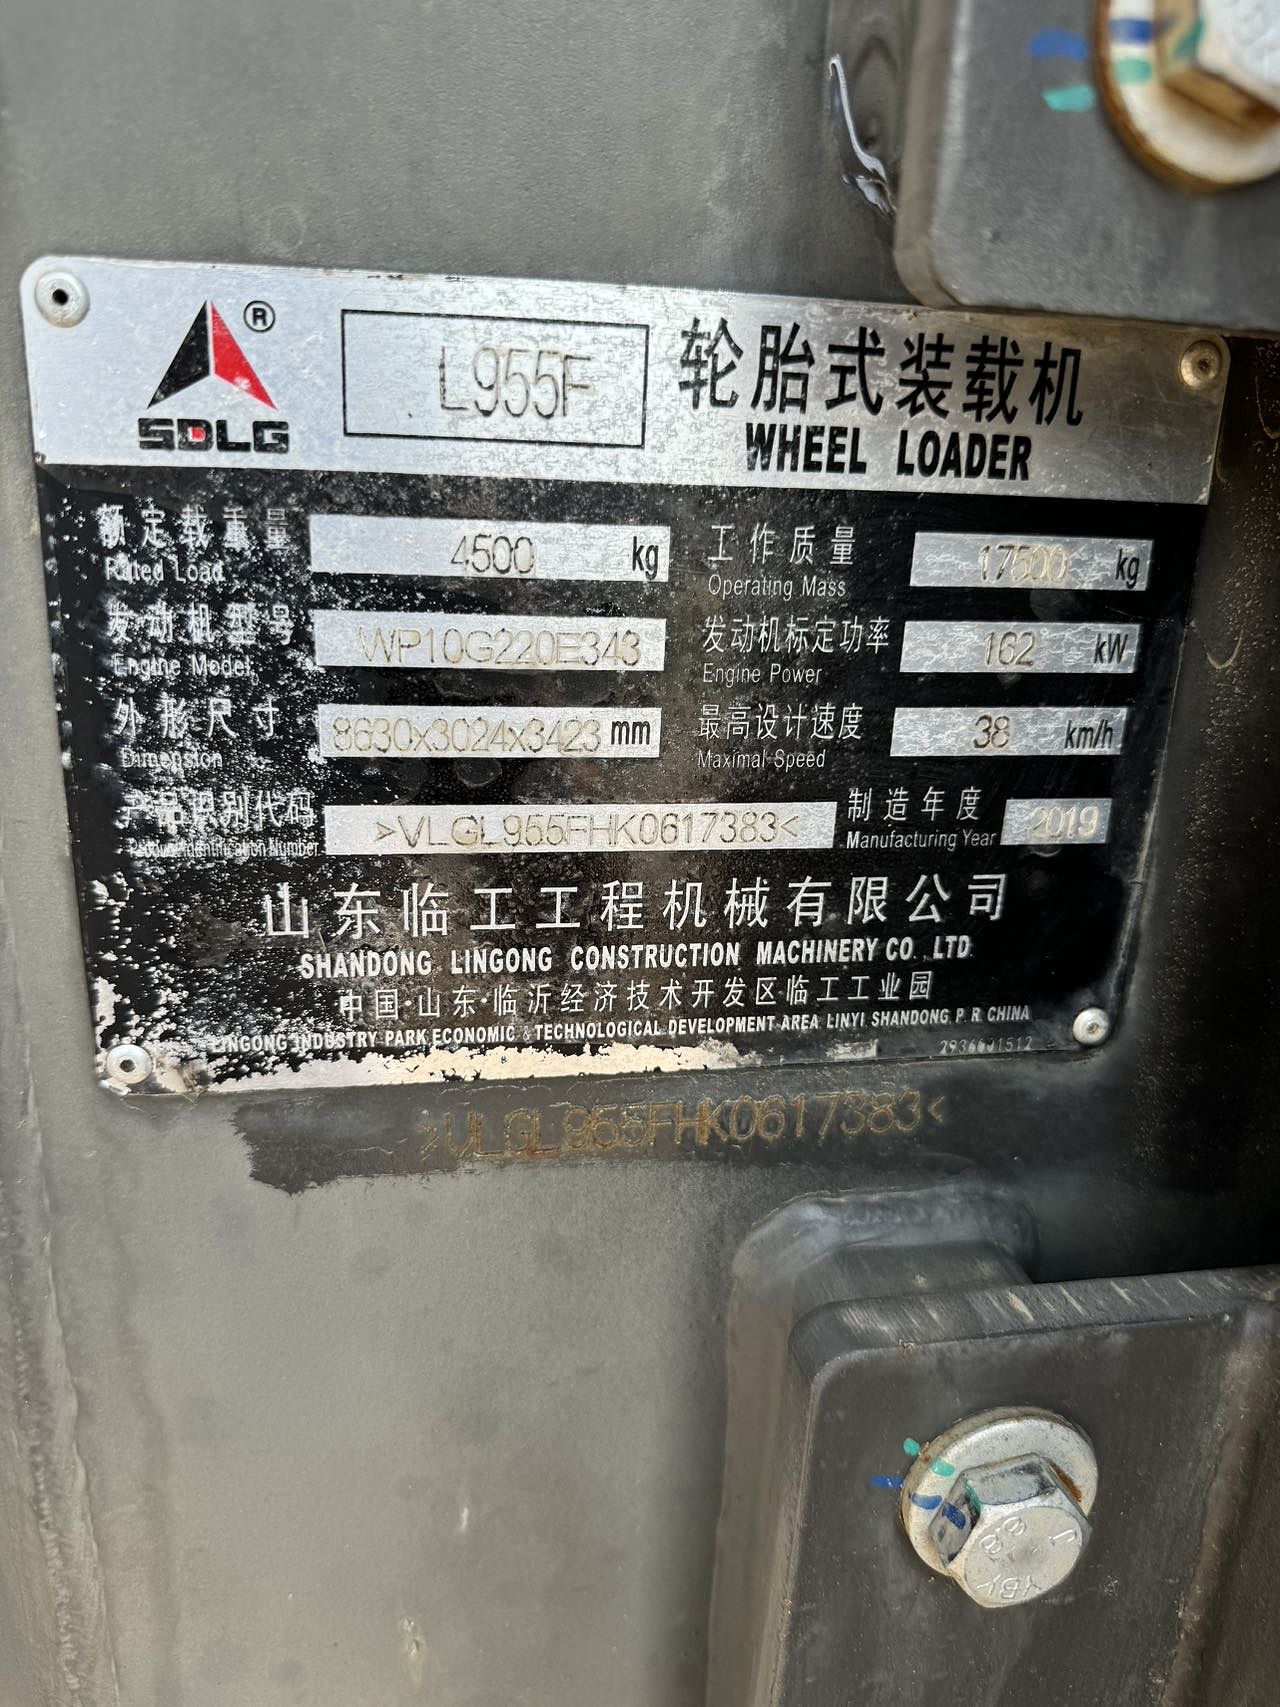 ®
SDLG
L955F
轮胎式装载机
WHEEL LOADER
额定载重量 4500 kg
Rated Load
工作质量 17500 kg
Operating Mass
发动机型号 WP10G220E343
Engine Model
发动机标定功率 162 kW
Engine Power
外形尺寸 8630x3024x3423 mm
Dimension
最高设计速度 38 km/h
Maximal Speed
产品识别代码 >VLGL955FHK0617383<
Product Identification Number
制造年度 2019
Manufacturing Year
山东临工工程机械有限公司
SHANDONG LINGONG CONSTRUCTION MACHINERY CO. LTD.
中国·山东·临沂经济技术开发区临工工业园
LINGONG INDUSTRY PARK ECONOMIC & TECHNOLOGICAL DEVELOPMENT AREA LINYI SHANDONG, P. R CHINA
>VLGL955FHK0617383<
8.8